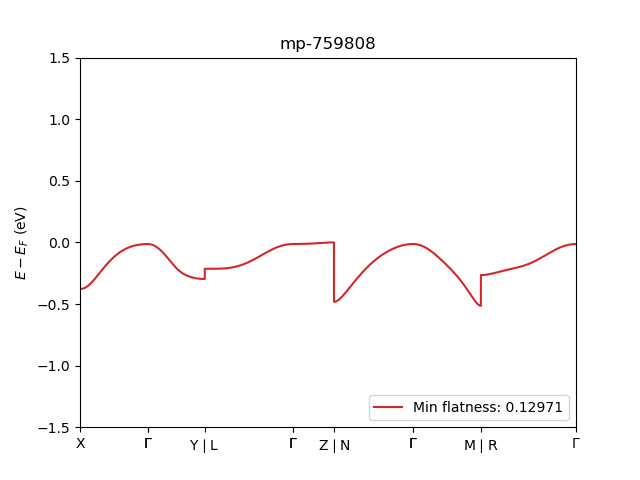 mp-759808
E − E_F (eV)
1.5
1.0
0.5
0.0
−0.5
−1.0
−1.5
Min flatness: 0.12971
X Γ Y | L Γ Z | N Γ M | R Γ